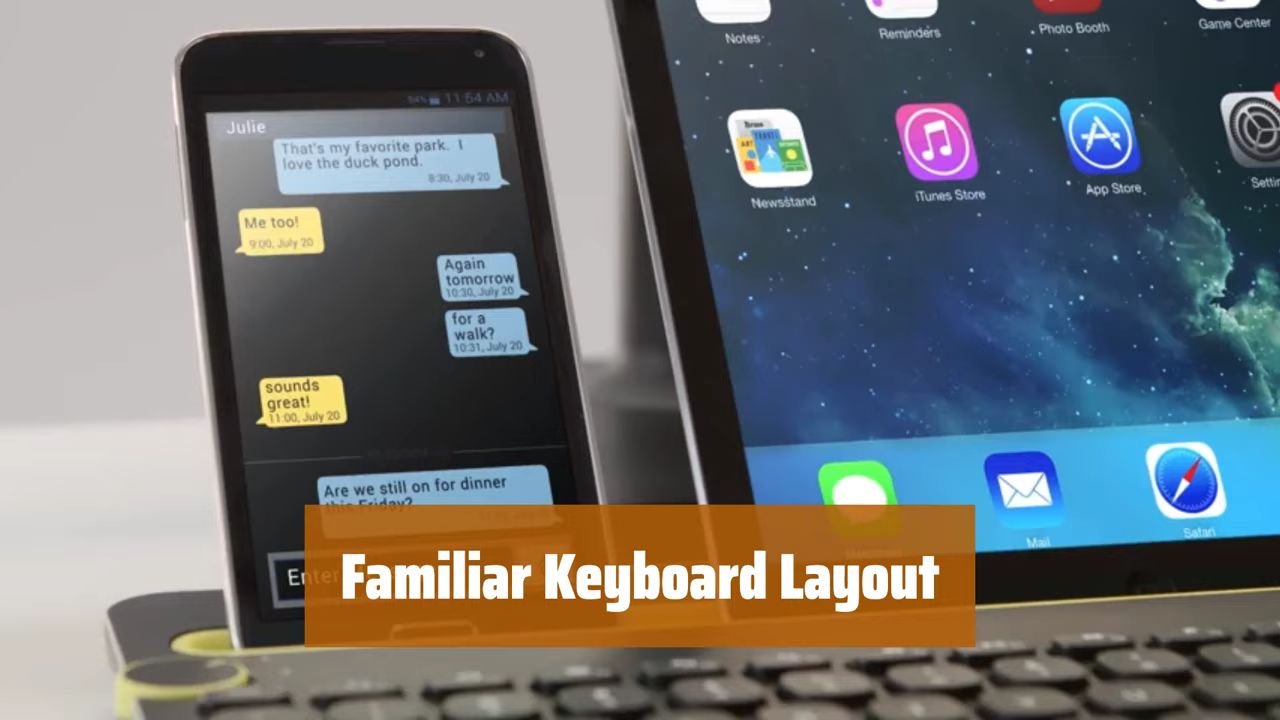 Notes
Reminders
Photo Booth
Game Center
54% 11:54 AM
Julie
That's my favorite park. I
love the duck pond.
8:30, July 20
Me too!
9:00, July 20
Again
tomorrow
10:30, July 20
for a
walk?
10:31, July 20
sounds
great!
11:00, July 20
Are we still on for dinner
this Friday?
Newsstand
iTunes Store
App Store
Mail
Safari
Familiar Keyboard Layout